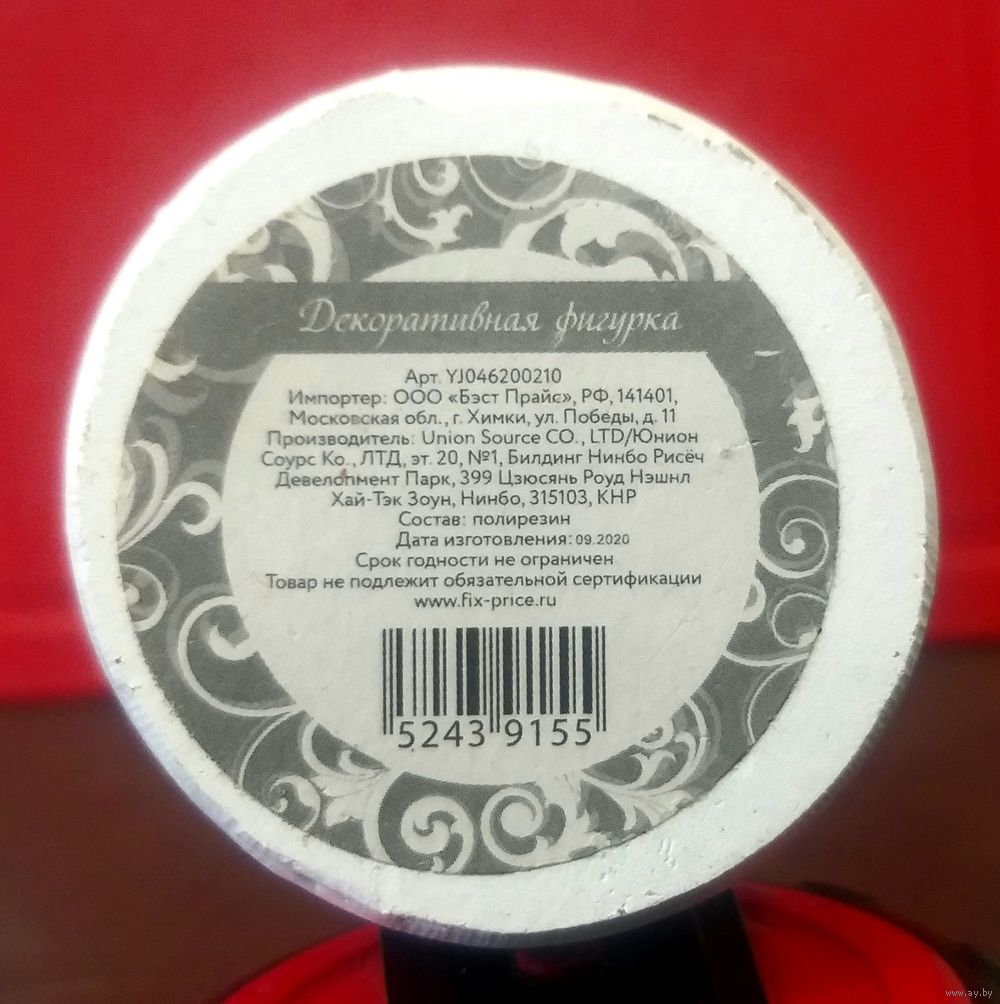 Декоративная фигурка
Арт. YJ046200210
Импортер: ООО «Бэст Прайс», РФ, 141401,
Московская обл., г. Химки, ул. Победы, д. 11
Производитель: Union Source CO., LTD/Юнион
Соурс Ко., ЛТД, эт. 20, №1, Билдинг Нинбо Рисёч
Девелопмент Парк, 399 Цзюсянь Роуд Нэшнл
Хай-Тэк Зоун, Нинбо, 315103, КНР
Состав: полирезин
Дата изготовления: 09.2020
Срок годности не ограничен
Товар не подлежит обязательной сертификации
www.fix-price.ru
5243 9155
www.ay.by